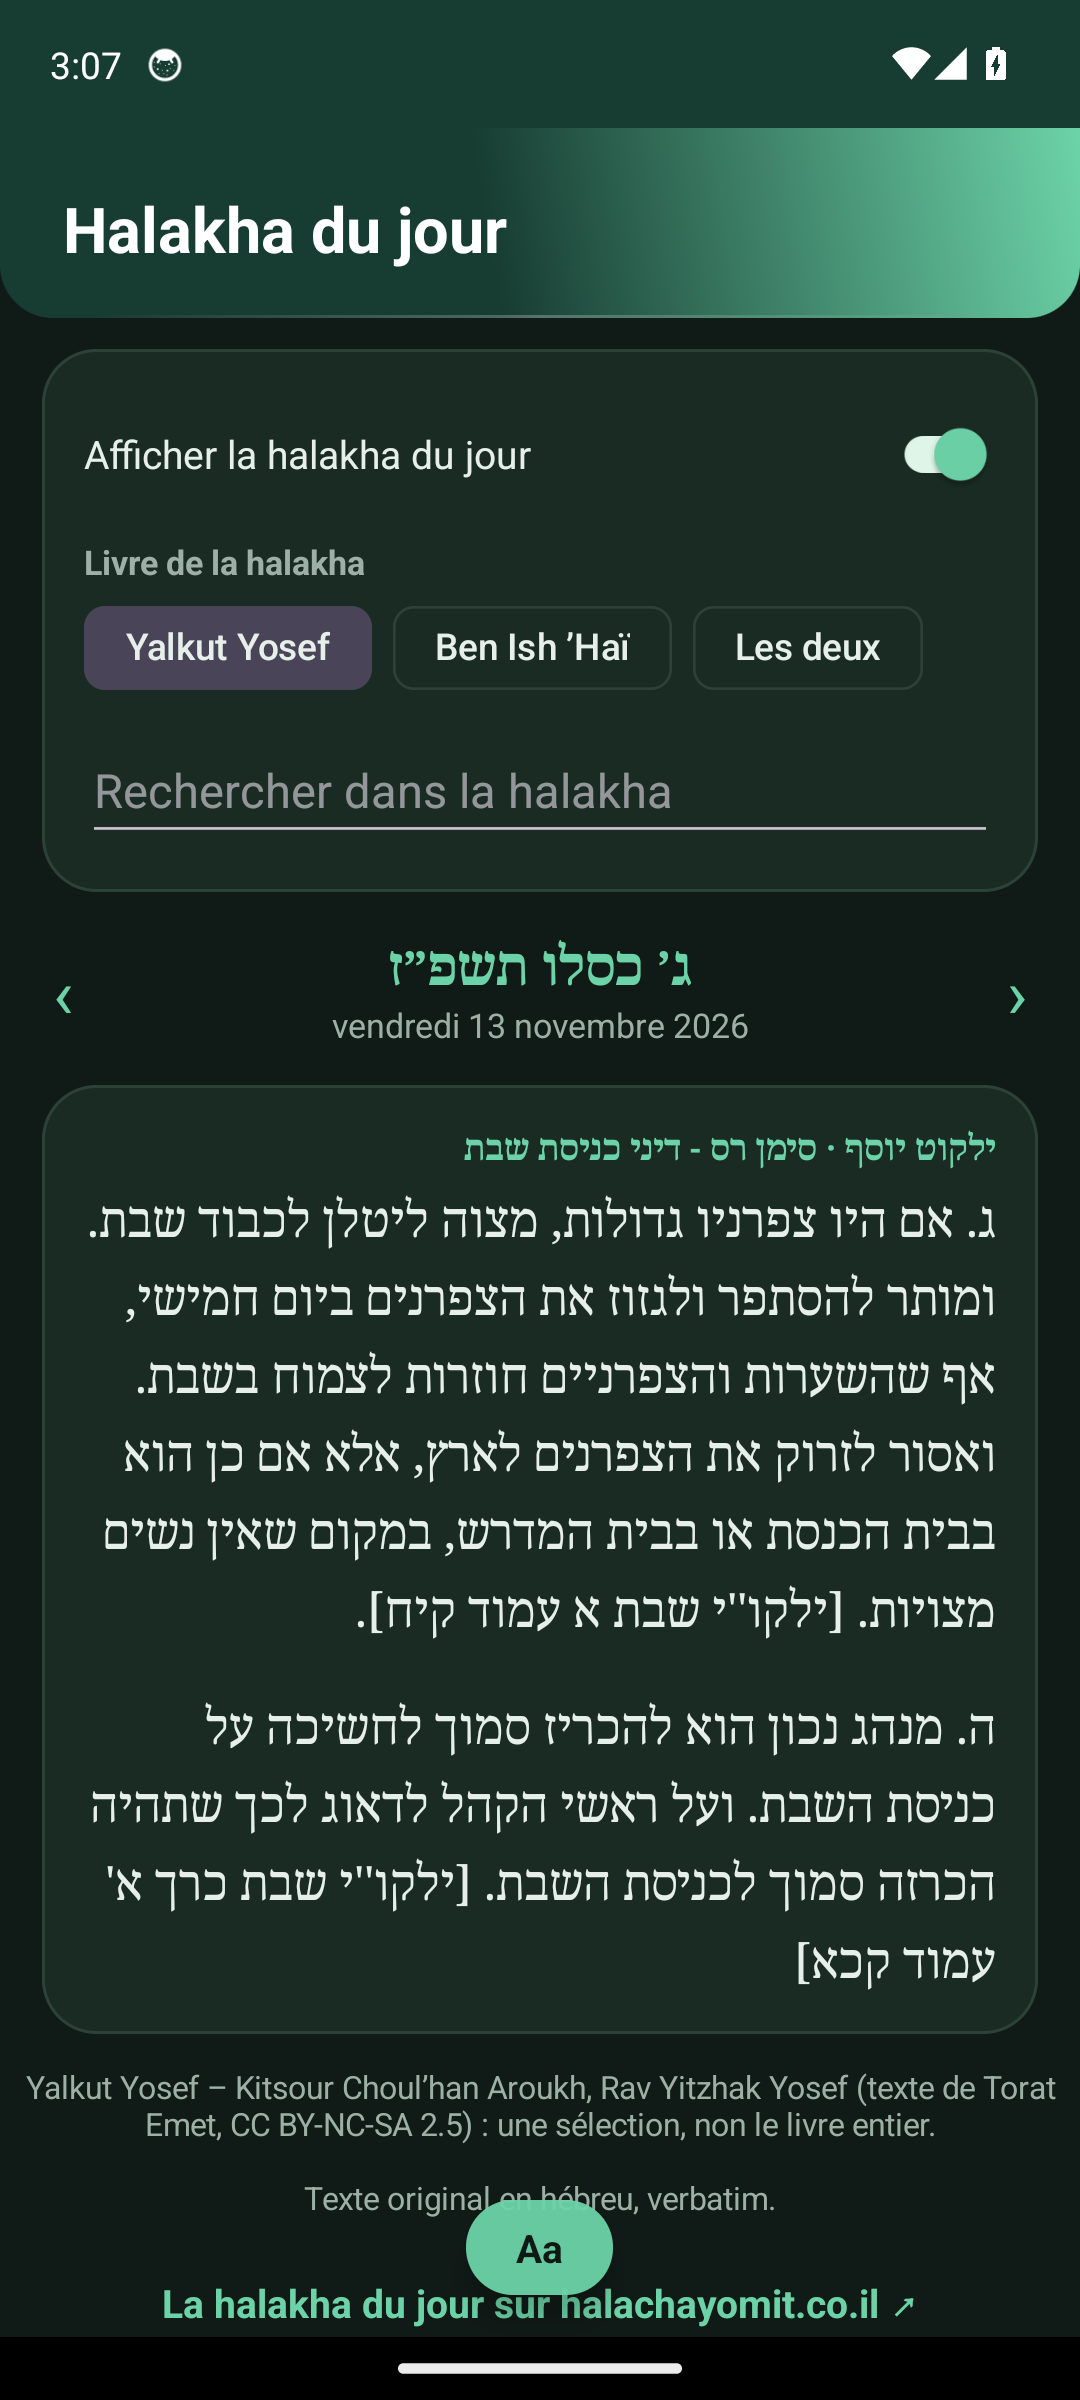 3:07
Halakha du jour
Afficher la halakha du jour
Livre de la halakha
Yalkut Yosef
Ben Ish ’Haï
Les deux
Rechercher dans la halakha
ג׳ כסלו תשפ״ז
‹
›
vendredi 13 novembre 2026
ילקוט יוסף · סימן רס - דיני כניסת שבת
ג. אם היו צפרניו גדולות, מצוה ליטלן לכבוד שבת.
ומותר להסתפר ולגזוז את הצפרנים ביום חמישי,
אף שהשערות והצפרניים חוזרות לצמוח בשבת.
ואסור לזרוק את הצפרנים לארץ, אלא אם כן הוא
בבית הכנסת או בבית המדרש, במקום שאין נשים
מצויות. [ילקו''י שבת א עמוד קיח].
ה. מנהג נכון הוא להכריז סמוך לחשיכה על
כניסת השבת. ועל ראשי הקהל לדאוג לכך שתהיה
הכרזה סמוך לכניסת השבת. [ילקו''י שבת כרך א'
עמוד קכא]
Yalkut Yosef – Kitsour Choul’han Aroukh, Rav Yitzhak Yosef (texte de Torat
Emet, CC BY-NC-SA 2.5) : une sélection, non le livre entier.
Texte original en hébreu, verbatim.
Aa
La halakha du jour sur halachayomit.co.il ↗